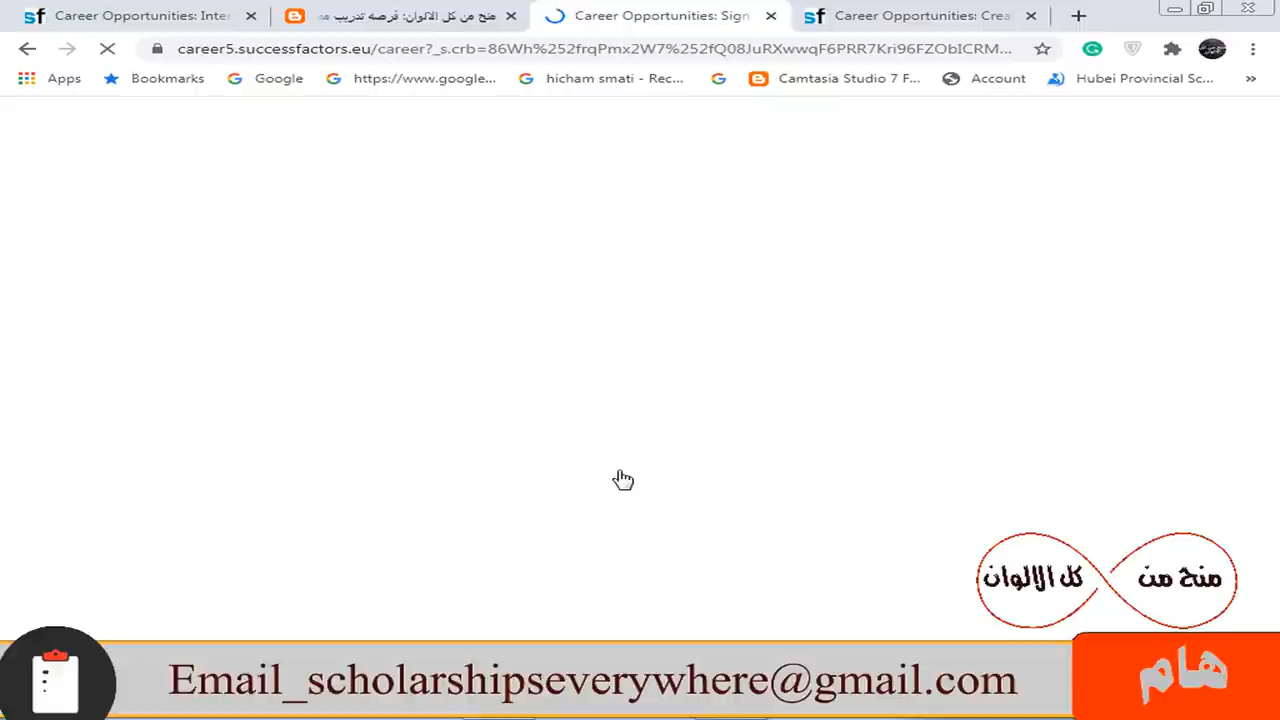 Career Opportunities: Inter
منح من كل الالوان: فرصه تدريب مد
Career Opportunities: Sign
Career Opportunities: Crea
career5.successfactors.eu/career?_s.crb=86Wh%252frqPmx2W7%252fQ08JuRXwwqF6PRR7Kri96FZObICRM...
Apps
Bookmarks
Google
https://www.google...
hicham smati - Rec...
Camtasia Studio 7 F...
Account
Hubei Provincial Sc...
»
منح من
كل الالوان
Email_scholarshipseverywhere@gmail.com
هام